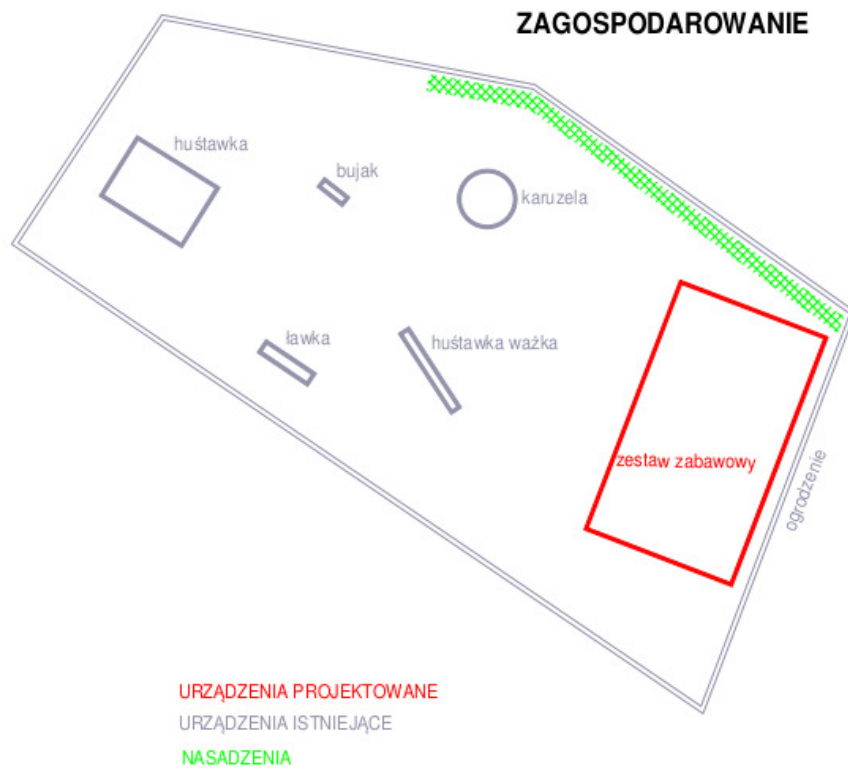 ZAGOSPODAROWANIE
huśtawka
bujak
karuzela
ławka
huśtawka ważka
zestaw zabawowy
ogrodzenie
URZĄDZENIA PROJEKTOWANE
URZĄDZENIA ISTNIEJĄCE
NASADZENIA